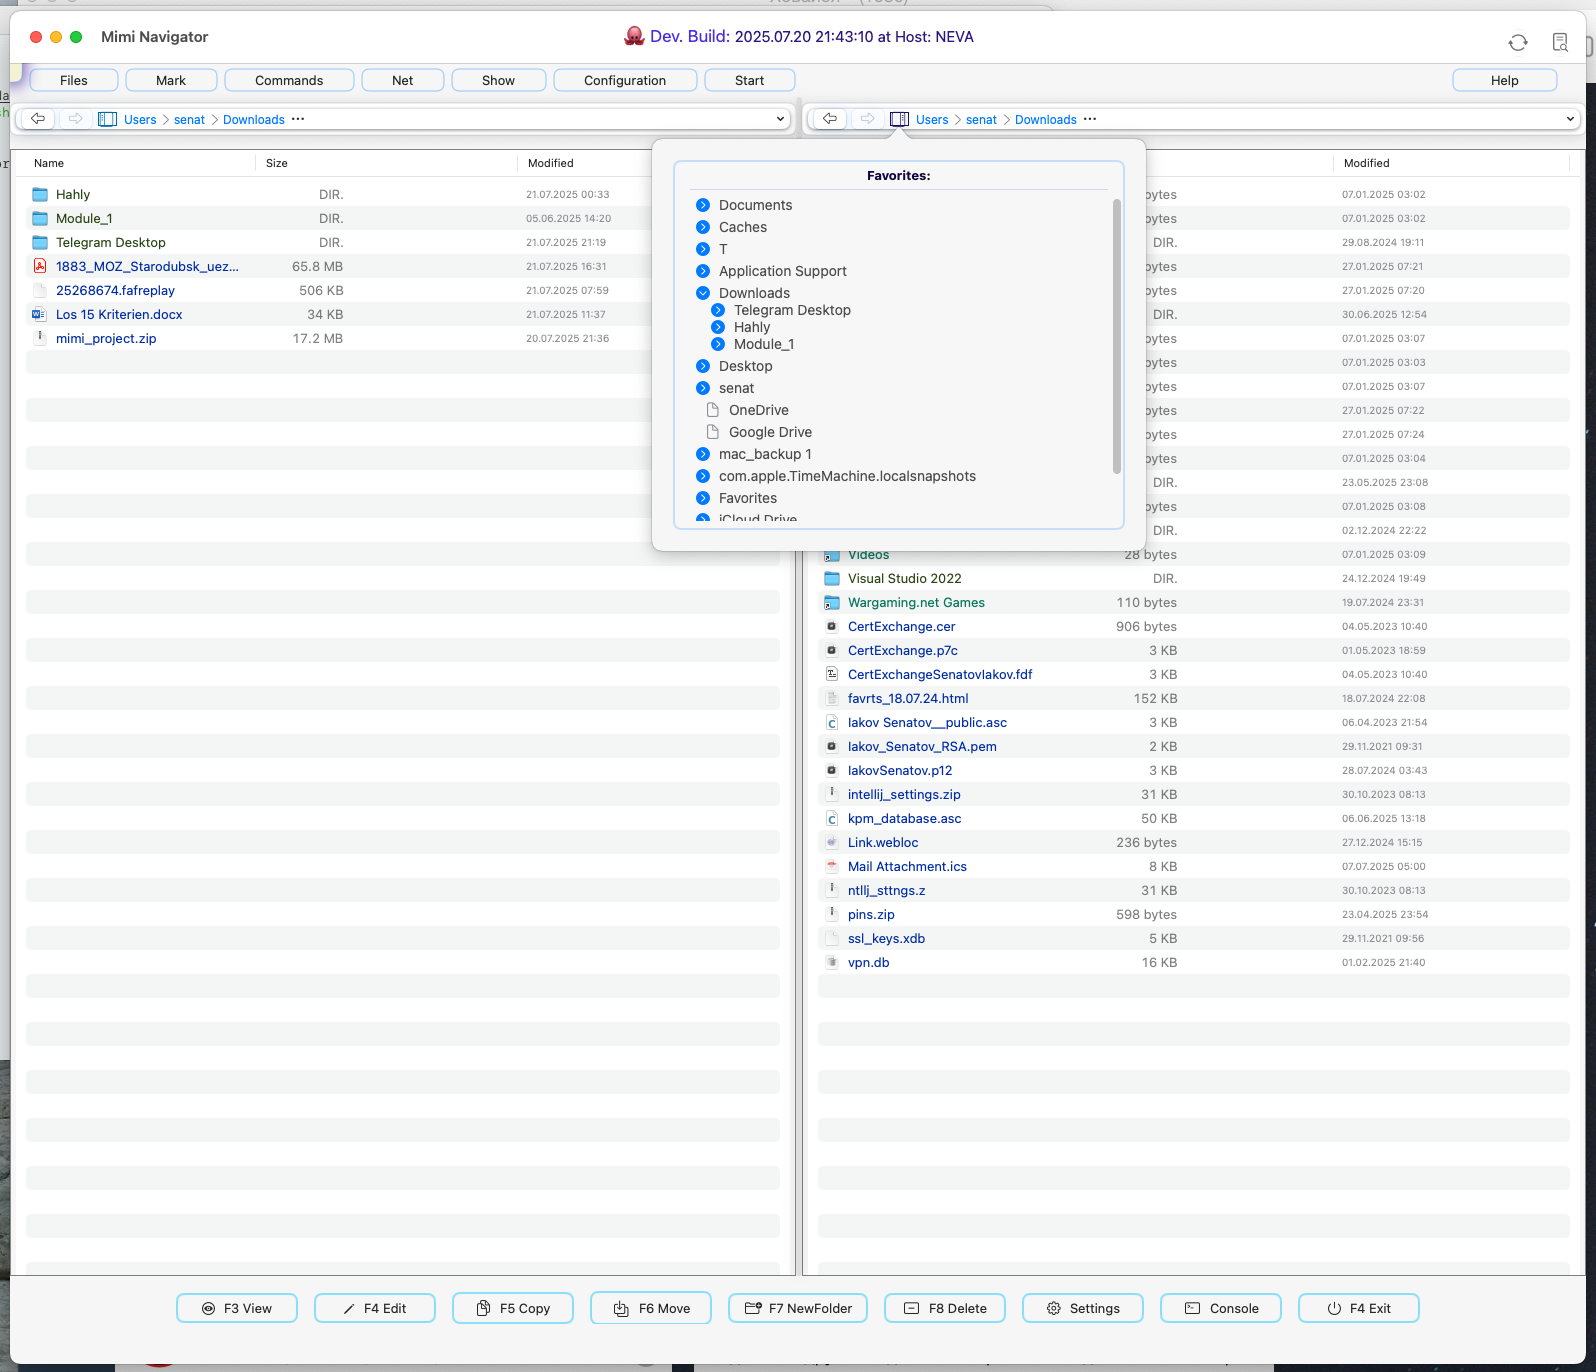 Mimi Navigator
Dev. Build: 2025.07.20 21:43:10 at Host: NEVA
Files Mark Commands Net Show Configuration Start Help
Users senat Downloads ···
Users senat Downloads ···
Name Size Modified
Hahly DIR. 21.07.2025 00:33
Module_1 DIR. 05.06.2025 14:20
Telegram Desktop DIR. 21.07.2025 21:19
1883_MOZ_Starodubsk_uez... 65.8 MB 21.07.2025 16:31
25268674.fafreplay 506 KB 21.07.2025 07:59
Los 15 Kriterien.docx 34 KB 21.07.2025 11:37
mimi_project.zip 17.2 MB 20.07.2025 21:36
Favorites:
Documents
Caches
T
Application Support
Downloads
Telegram Desktop
Hahly
Module_1
Desktop
senat
OneDrive
Google Drive
mac_backup 1
com.apple.TimeMachine.localsnapshots
Favorites
iCloud Drive
Modified
bytes 07.01.2025 03:02
bytes 07.01.2025 03:02
DIR. 29.08.2024 19:11
bytes 27.01.2025 07:21
bytes 27.01.2025 07:20
DIR. 30.06.2025 12:54
bytes 07.01.2025 03:07
bytes 07.01.2025 03:03
bytes 07.01.2025 03:07
bytes 27.01.2025 07:22
bytes 27.01.2025 07:24
bytes 07.01.2025 03:04
DIR. 23.05.2025 23:08
bytes 07.01.2025 03:08
DIR. 02.12.2024 22:22
Videos 28 bytes 07.01.2025 03:09
Visual Studio 2022 DIR. 24.12.2024 19:49
Wargaming.net Games 110 bytes 19.07.2024 23:31
CertExchange.cer 906 bytes 04.05.2023 10:40
CertExchange.p7c 3 KB 01.05.2023 18:59
CertExchangeSenatovIakov.fdf 3 KB 04.05.2023 10:40
favrts_18.07.24.html 152 KB 18.07.2024 22:08
Iakov Senatov__public.asc 3 KB 06.04.2023 21:54
Iakov_Senatov_RSA.pem 2 KB 29.11.2021 09:31
IakovSenatov.p12 3 KB 28.07.2024 03:43
intellij_settings.zip 31 KB 30.10.2023 08:13
kpm_database.asc 50 KB 06.06.2025 13:18
Link.webloc 236 bytes 27.12.2024 15:15
Mail Attachment.ics 8 KB 07.07.2025 05:00
ntllj_sttngs.z 31 KB 30.10.2023 08:13
pins.zip 598 bytes 23.04.2025 23:54
ssl_keys.xdb 5 KB 29.11.2021 09:56
vpn.db 16 KB 01.02.2025 21:40
F3 View F4 Edit F5 Copy F6 Move F7 NewFolder F8 Delete Settings Console F4 Exit